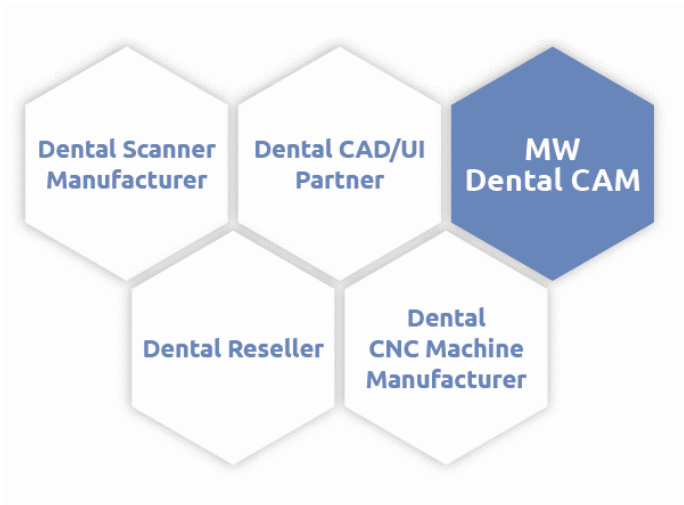 Dental Scanner
Manufacturer
Dental CAD/UI
Partner
MW
Dental CAM
Dental Reseller
Dental
CNC Machine
Manufacturer